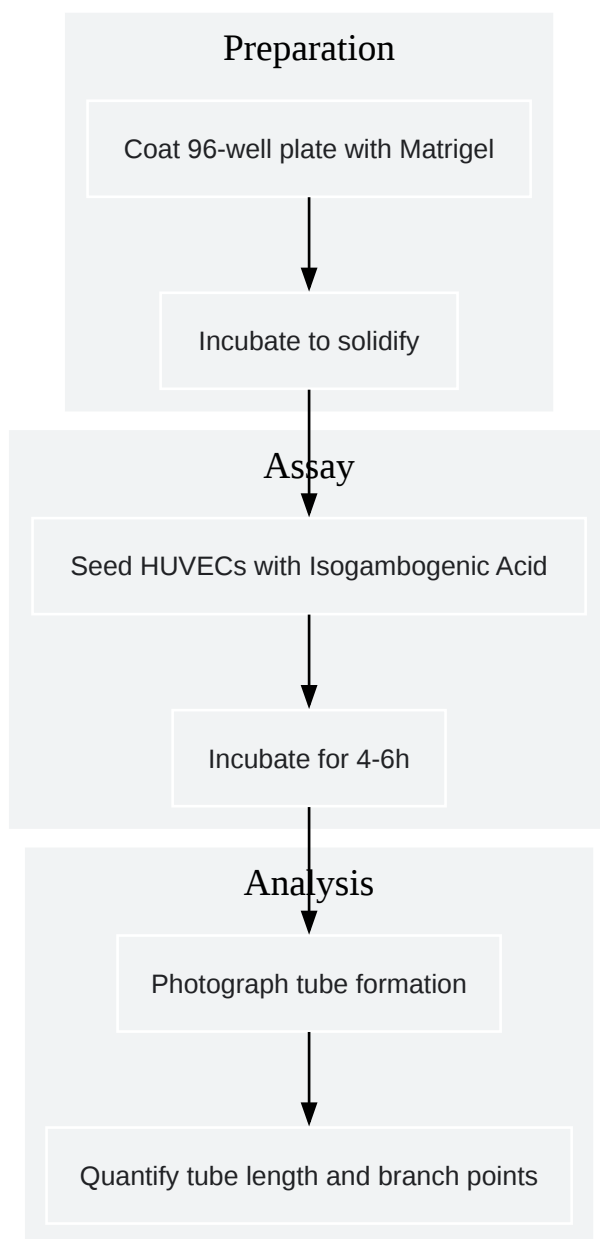 Preparation
Coat 96-well plate with Matrigel
Incubate to solidify
Assay
Seed HUVECs with Isogambogenic Acid
Incubate for 4-6h
Analysis
Photograph tube formation
Quantify tube length and branch points